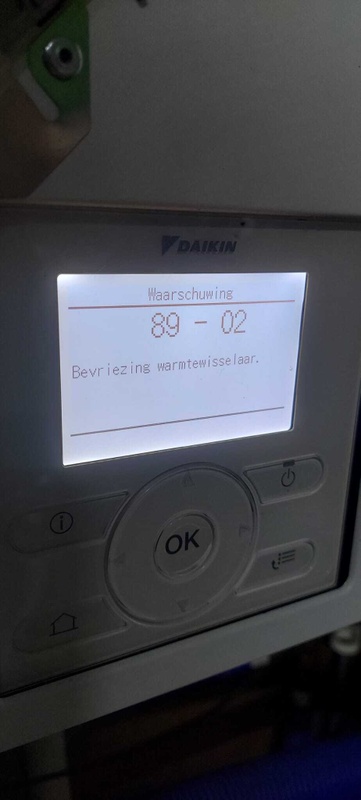 DAIKIN
Waarschuwing
89 - 02
Bevriezing warmtewisselaar.
OK